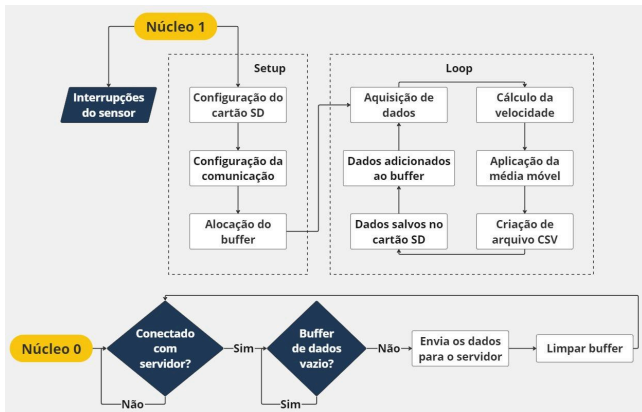 Núcleo 1
Interrupções
do sensor
Setup
Configuração do
cartão SD
Configuração da
comunicação
Alocação do
buffer
Loop
Aquisição de
dados
Cálculo da
velocidade
Dados adicionados
ao buffer
Aplicação da
média móvel
Dados salvos no
cartão SD
Criação de
arquivo CSV
Núcleo 0
Conectado
com
servidor?
Sim
Não
Buffer
de dados
vazio?
Não
Sim
Envia os dados
para o servidor
Limpar buffer